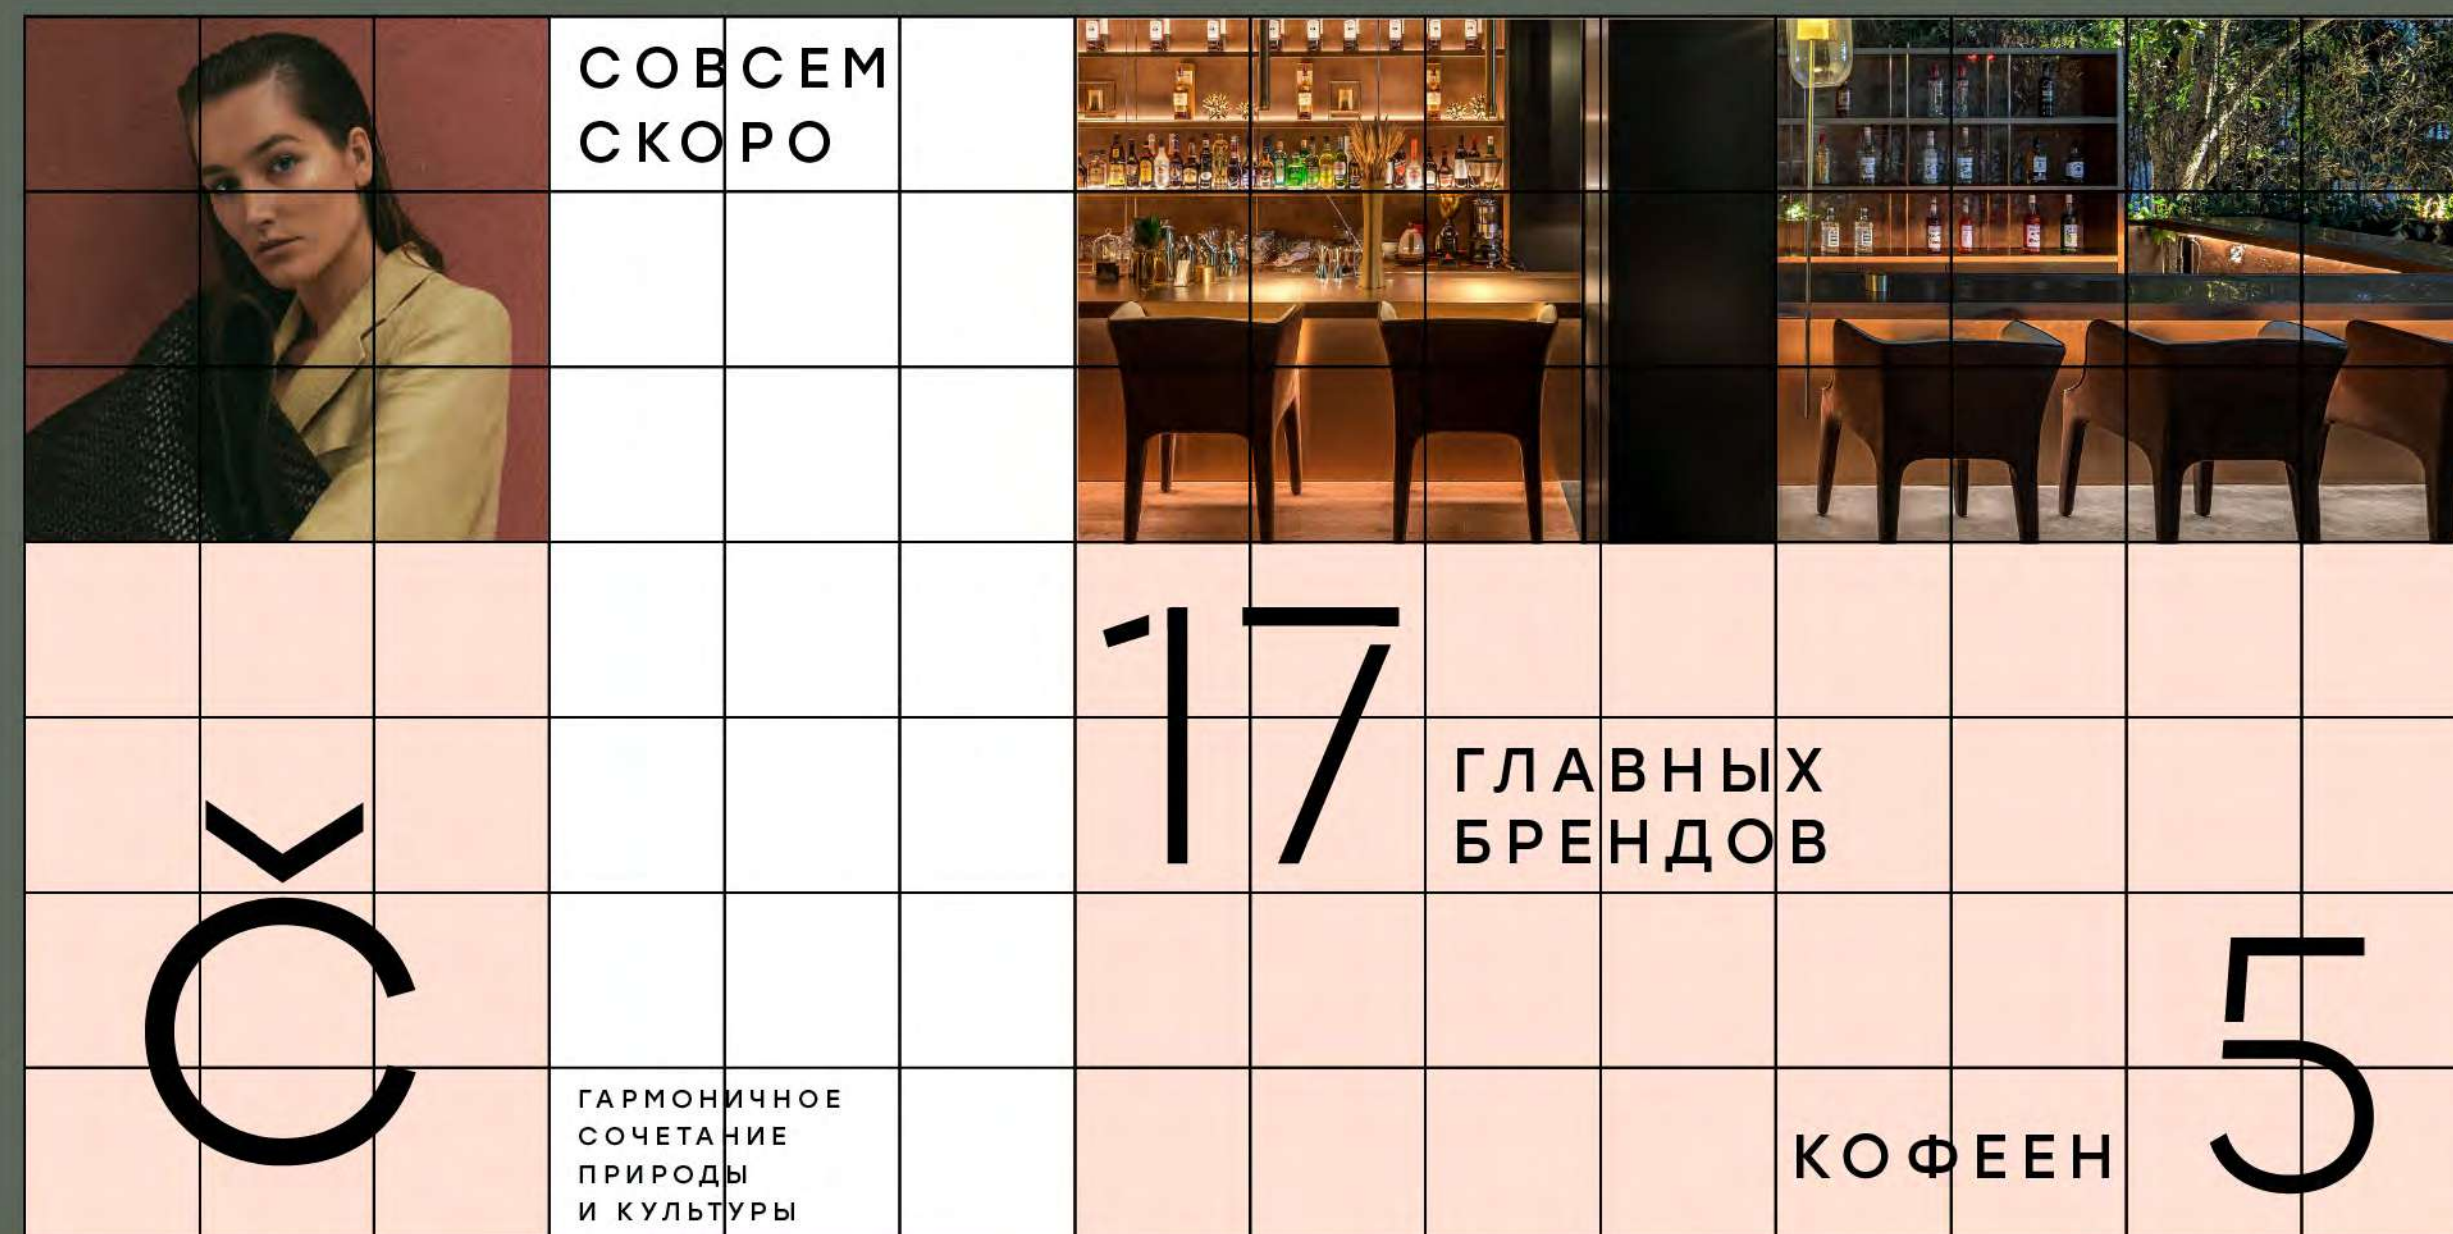 СОВСЕМ
СКОРО
17
ГЛАВНЫХ
БРЕНДОВ
Č
5
КОФЕЕН
ГАРМОНИЧНОЕ
СОЧЕТАНИЕ
ПРИРОДЫ
И КУЛЬТУРЫ